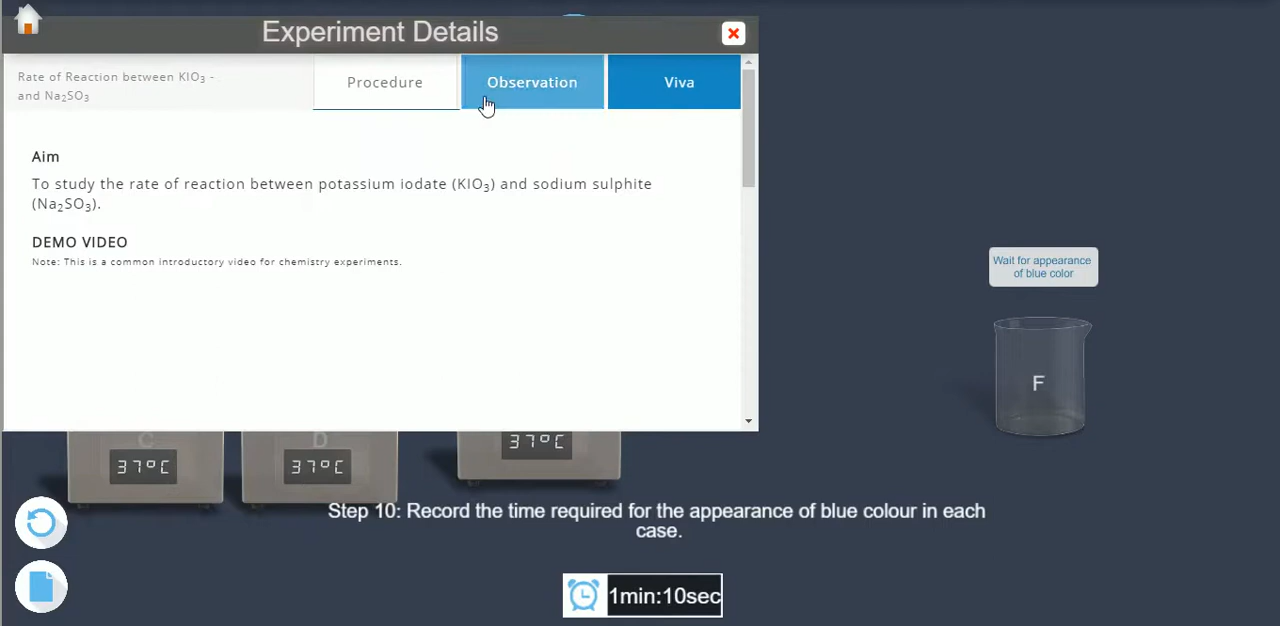 Experiment Details
Rate of Reaction between KIO₃ -
and Na₂SO₃
Procedure
Observation
Viva
Aim
To study the rate of reaction between potassium iodate (KIO₃) and sodium sulphite
(Na₂SO₃).
DEMO VIDEO
Note: This is a common introductory video for chemistry experiments.
Wait for appearance
of blue color
F
C
D
37°C
37°C
37°C
Step 10: Record the time required for the appearance of blue colour in each
case.
1min:10sec